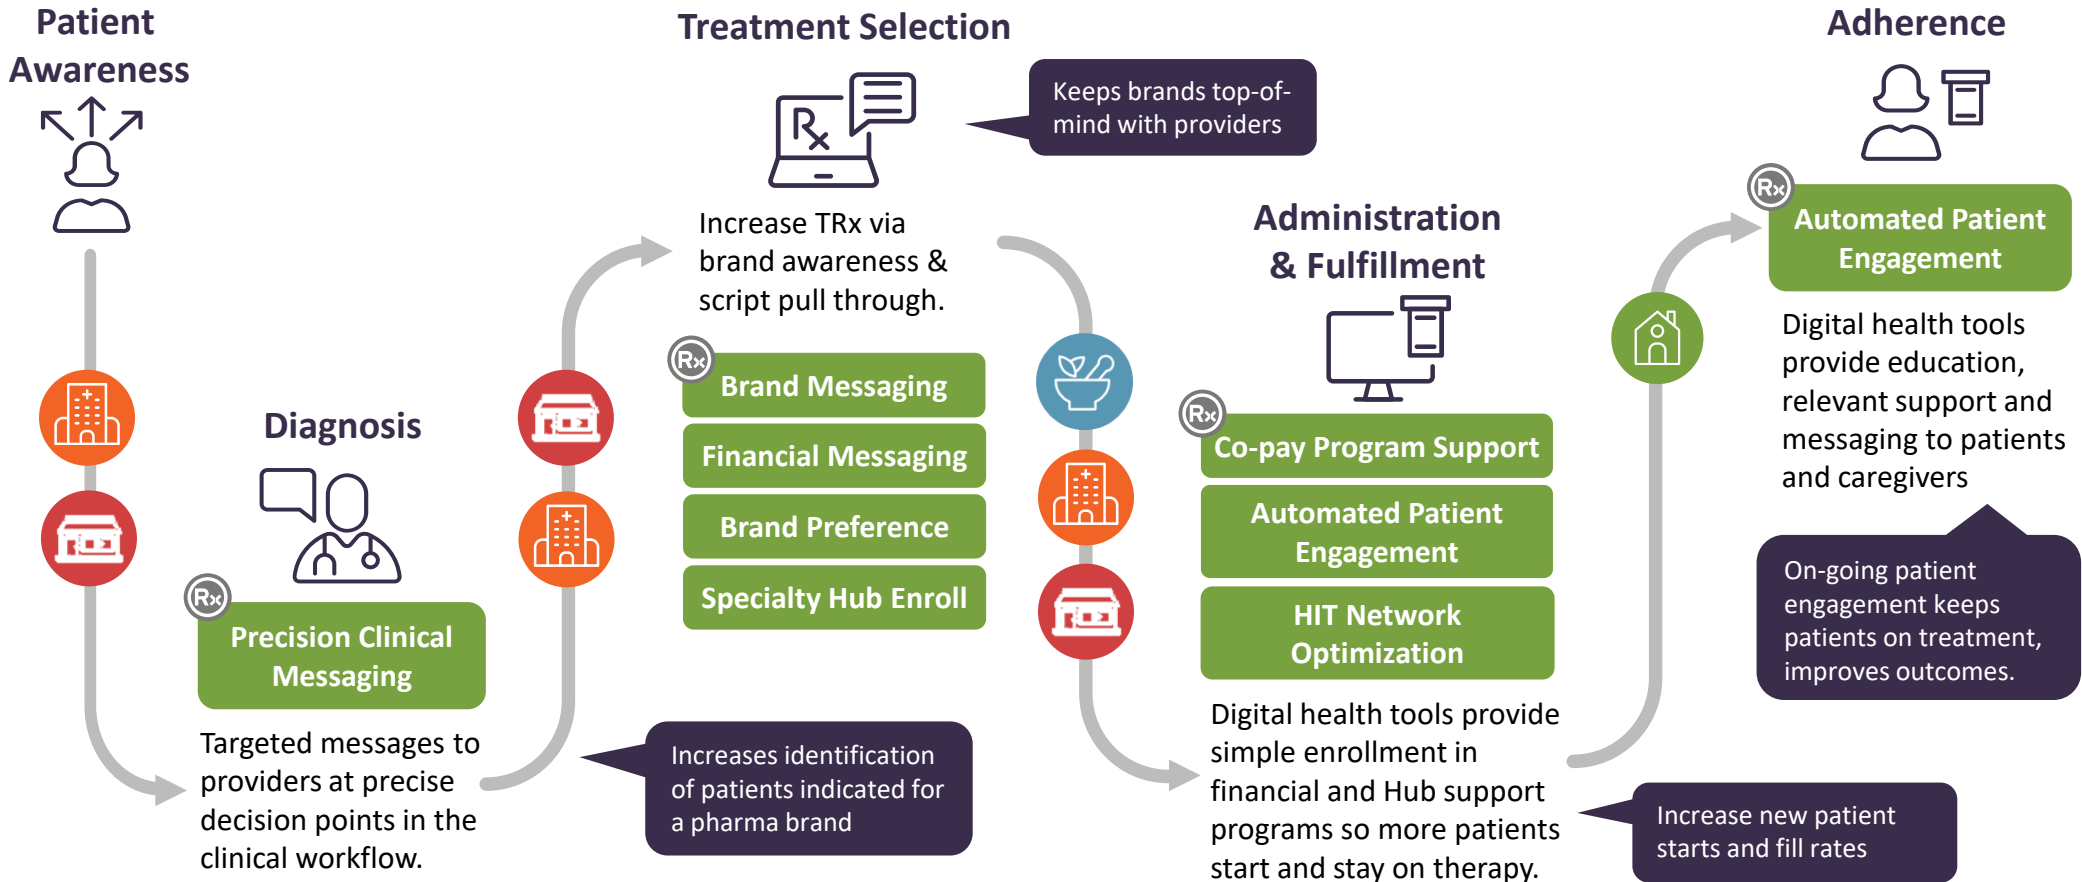 Patient
Awareness
Diagnosis
Rx
Precision Clinical
Messaging
Targeted messages to
providers at precise
decision points in the
clinical workflow.
Increases identification
of patients indicated for
a pharma brand
Treatment Selection
Rx
Keeps brands top-of-
mind with providers
Increase TRx via
brand awareness &
script pull through.
Rx
Brand Messaging
Financial Messaging
Brand Preference
Specialty Hub Enroll
Administration
& Fulfillment
Rx
Co-pay Program Support
Automated Patient
Engagement
HIT Network
Optimization
Digital health tools provide
simple enrollment in
financial and Hub support
programs so more patients
start and stay on therapy.
Increase new patient
starts and fill rates
Adherence
Rx
Automated Patient
Engagement
Digital health tools
provide education,
relevant support and
messaging to patients
and caregivers
On-going patient
engagement keeps
patients on treatment,
improves outcomes.